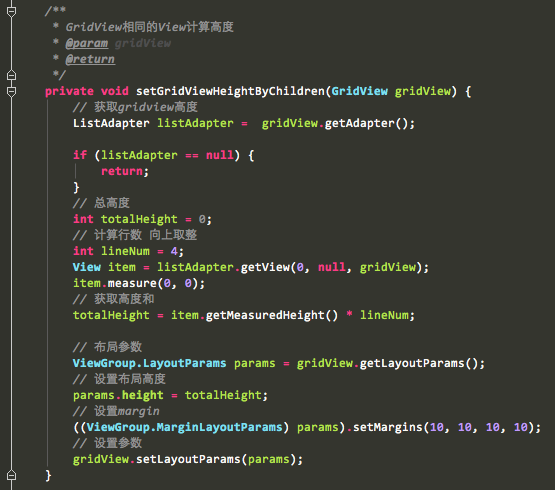 /**
 * GridView相同的View计算高度
 * @param gridView
 * @return
 */
private void setGridViewHeightByChildren(GridView gridView) {
    // 获取gridview高度
    ListAdapter listAdapter =  gridView.getAdapter();

    if (listAdapter == null) {
        return;
    }
    // 总高度
    int totalHeight = 0;
    // 计算行数 向上取整
    int lineNum = 4;
    View item = listAdapter.getView(0, null, gridView);
    item.measure(0, 0);
    // 获取高度和
    totalHeight = item.getMeasuredHeight() * lineNum;

    // 布局参数
    ViewGroup.LayoutParams params = gridView.getLayoutParams();
    // 设置布局高度
    params.height = totalHeight;
    // 设置margin
    ((ViewGroup.MarginLayoutParams) params).setMargins(10, 10, 10, 10);
    // 设置参数
    gridView.setLayoutParams(params);
}